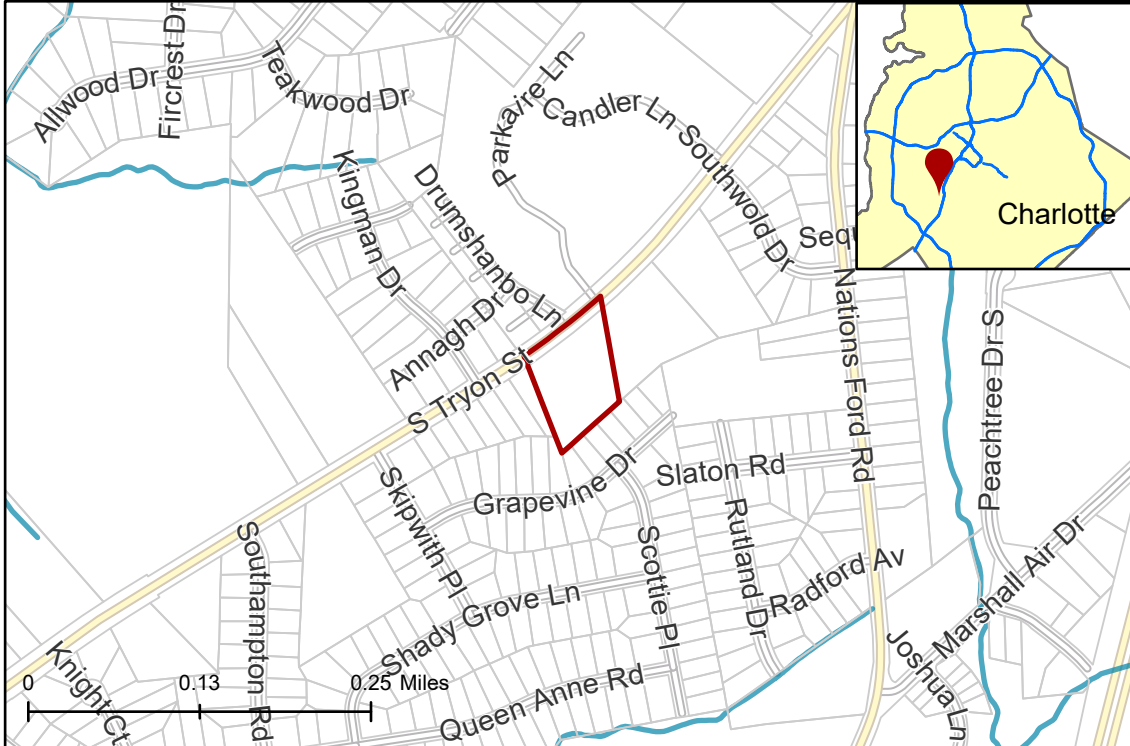 Allwood Dr
Fircrest Dr
Teakwood Dr
Parkaire Ln
Candler Ln
Southwold Dr
Kingman Dr
Drumshanbo Ln
Annagh Dr
S Tryon St
Charlotte
Nations Ford Rd
Peachtree Dr S
Grapevine Dr
Slaton Rd
Skipwith Pl
Rutland Dr
Scottie Pl
Radford Av
Marshall Air Dr
Southampton Rd
Shady Grove Ln
Queen Anne Rd
Joshua Ln
Knight Ct
0 0.13 0.25 Miles